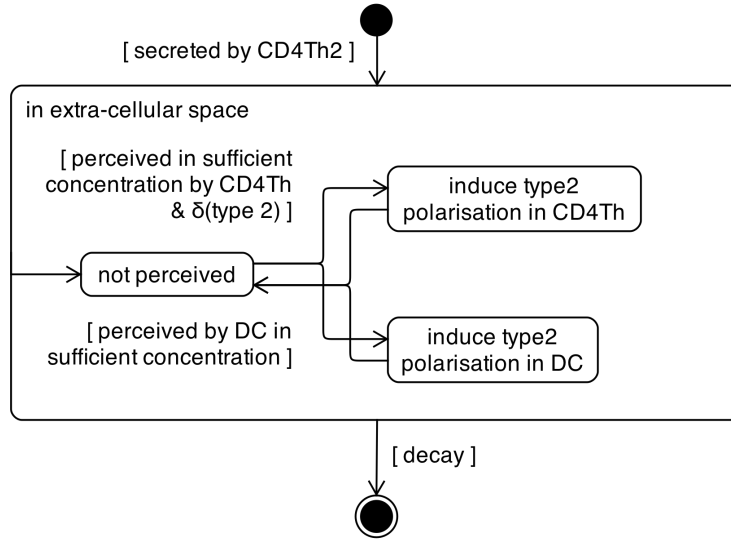 [ secreted by CD4Th2 ]
in extra-cellular space
[ perceived in sufficient
concentration by CD4Th
& δ(type 2) ]
induce type2
polarisation in CD4Th
not perceived
[ perceived by DC in
sufficient concentration ]
induce type2
polarisation in DC
[ decay ]